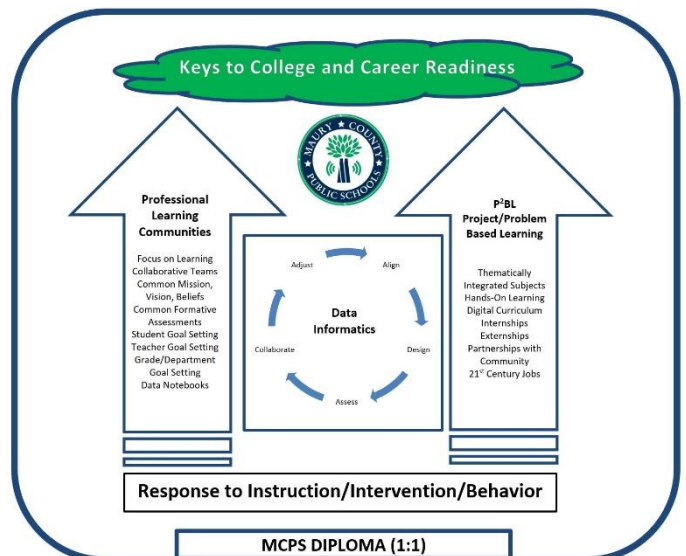 Keys to College and Career Readiness
MAURY ★ COUNTY
PUBLIC SCHOOLS
Professional
Learning
Communities
Focus on Learning
Collaborative Teams
Common Mission,
Vision, Beliefs
Common Formative
Assessments
Student Goal Setting
Teacher Goal Setting
Grade/Department
Goal Setting
Data Notebooks
Adjust
Align
Data
Informatics
Collaborate
Design
Assess
P²BL
Project/Problem
Based Learning
Thematically
Integrated Subjects
Hands-On Learning
Digital Curriculum
Internships
Externships
Partnerships with
Community
21st Century Jobs
Response to Instruction/Intervention/Behavior
MCPS DIPLOMA (1:1)